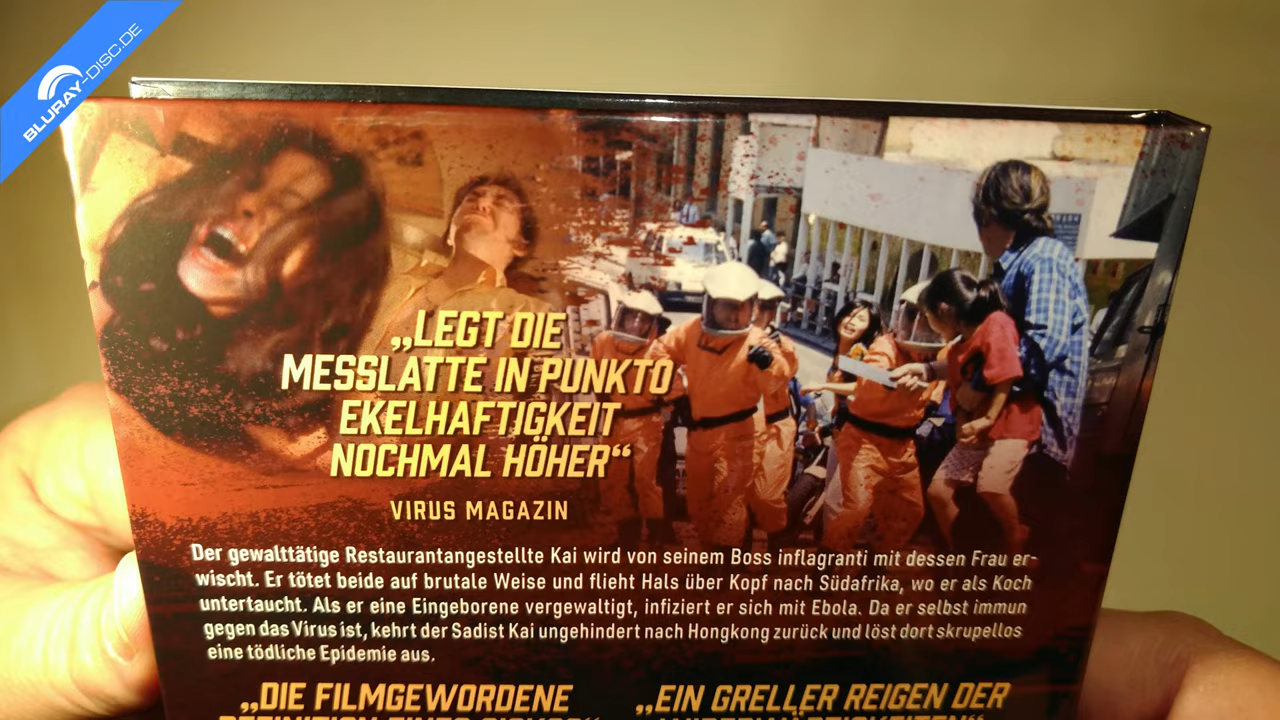 BLURAY-DISC.DE
„LEGT DIE
MESSLATTE IN PUNKTO
EKELHAFTIGKEIT
NOCHMAL HÖHER“
VIRUS MAGAZIN
Der gewalttätige Restaurantangestellte Kai wird von seinem Boss inflagranti mit dessen Frau er-
wischt. Er tötet beide auf brutale Weise und flieht Hals über Kopf nach Südafrika, wo er als Koch
untertaucht. Als er eine Eingeborene vergewaltigt, infiziert er sich mit Ebola. Da er selbst immun
gegen das Virus ist, kehrt der Sadist Kai ungehindert nach Hongkong zurück und löst dort skrupellos
eine tödliche Epidemie aus.
„DIE FILMGEWORDENE
„EIN GRELLER REIGEN DER